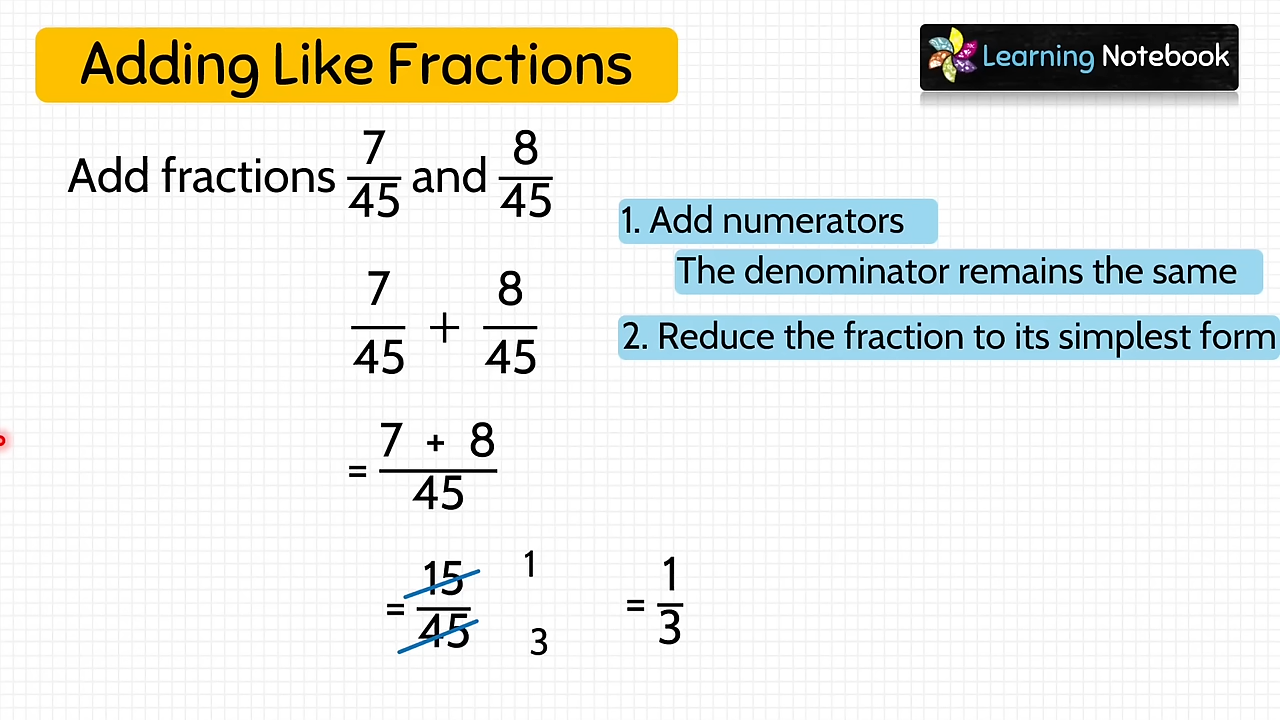 Adding Like Fractions
Learning Notebook
Add fractions 7/45 and 8/45
1. Add numerators
The denominator remains the same
2. Reduce the fraction to its simplest form
7/45 + 8/45
= 7 + 8
45
= 15/45 1 3 = 1/3